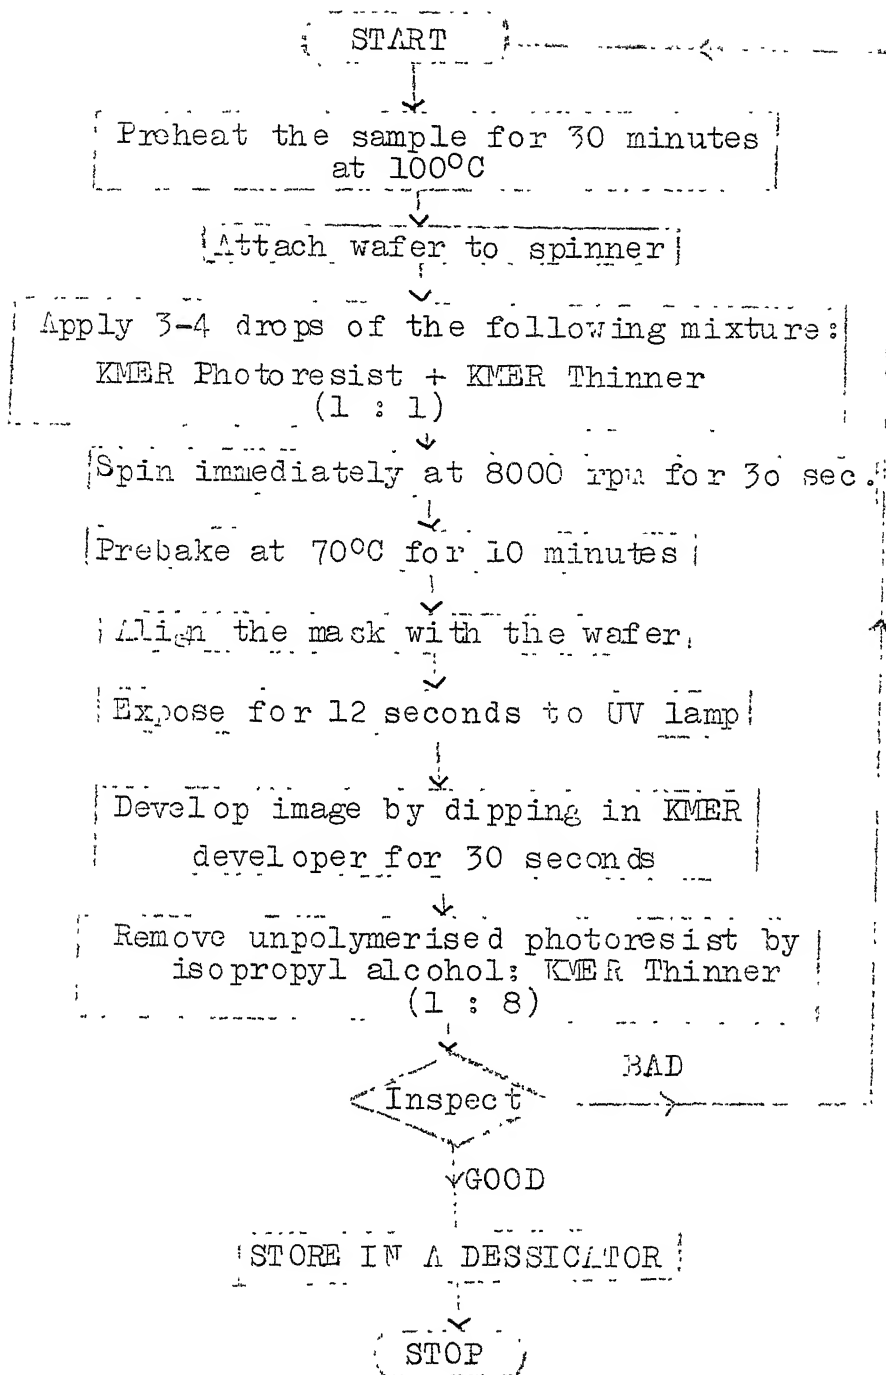 START
Preheat the sample for 30 minutes
at 100°C
Attach wafer to spinner
Apply 3-4 drops of the following mixture:
KMER Photoresist + KMER Thinner
(1 : 1)
Spin immediately at 8000 rpm for 30 sec.
Prebake at 70°C for 10 minutes
Align the mask with the wafer.
Expose for 12 seconds to UV lamp
Develop image by dipping in KMER
developer for 30 seconds
Remove unpolymerised photoresist by
isopropyl alcohol: KMER Thinner
(1 : 8)
BAD
Inspect
GOOD
STORE IN A DESSICATOR
STOP